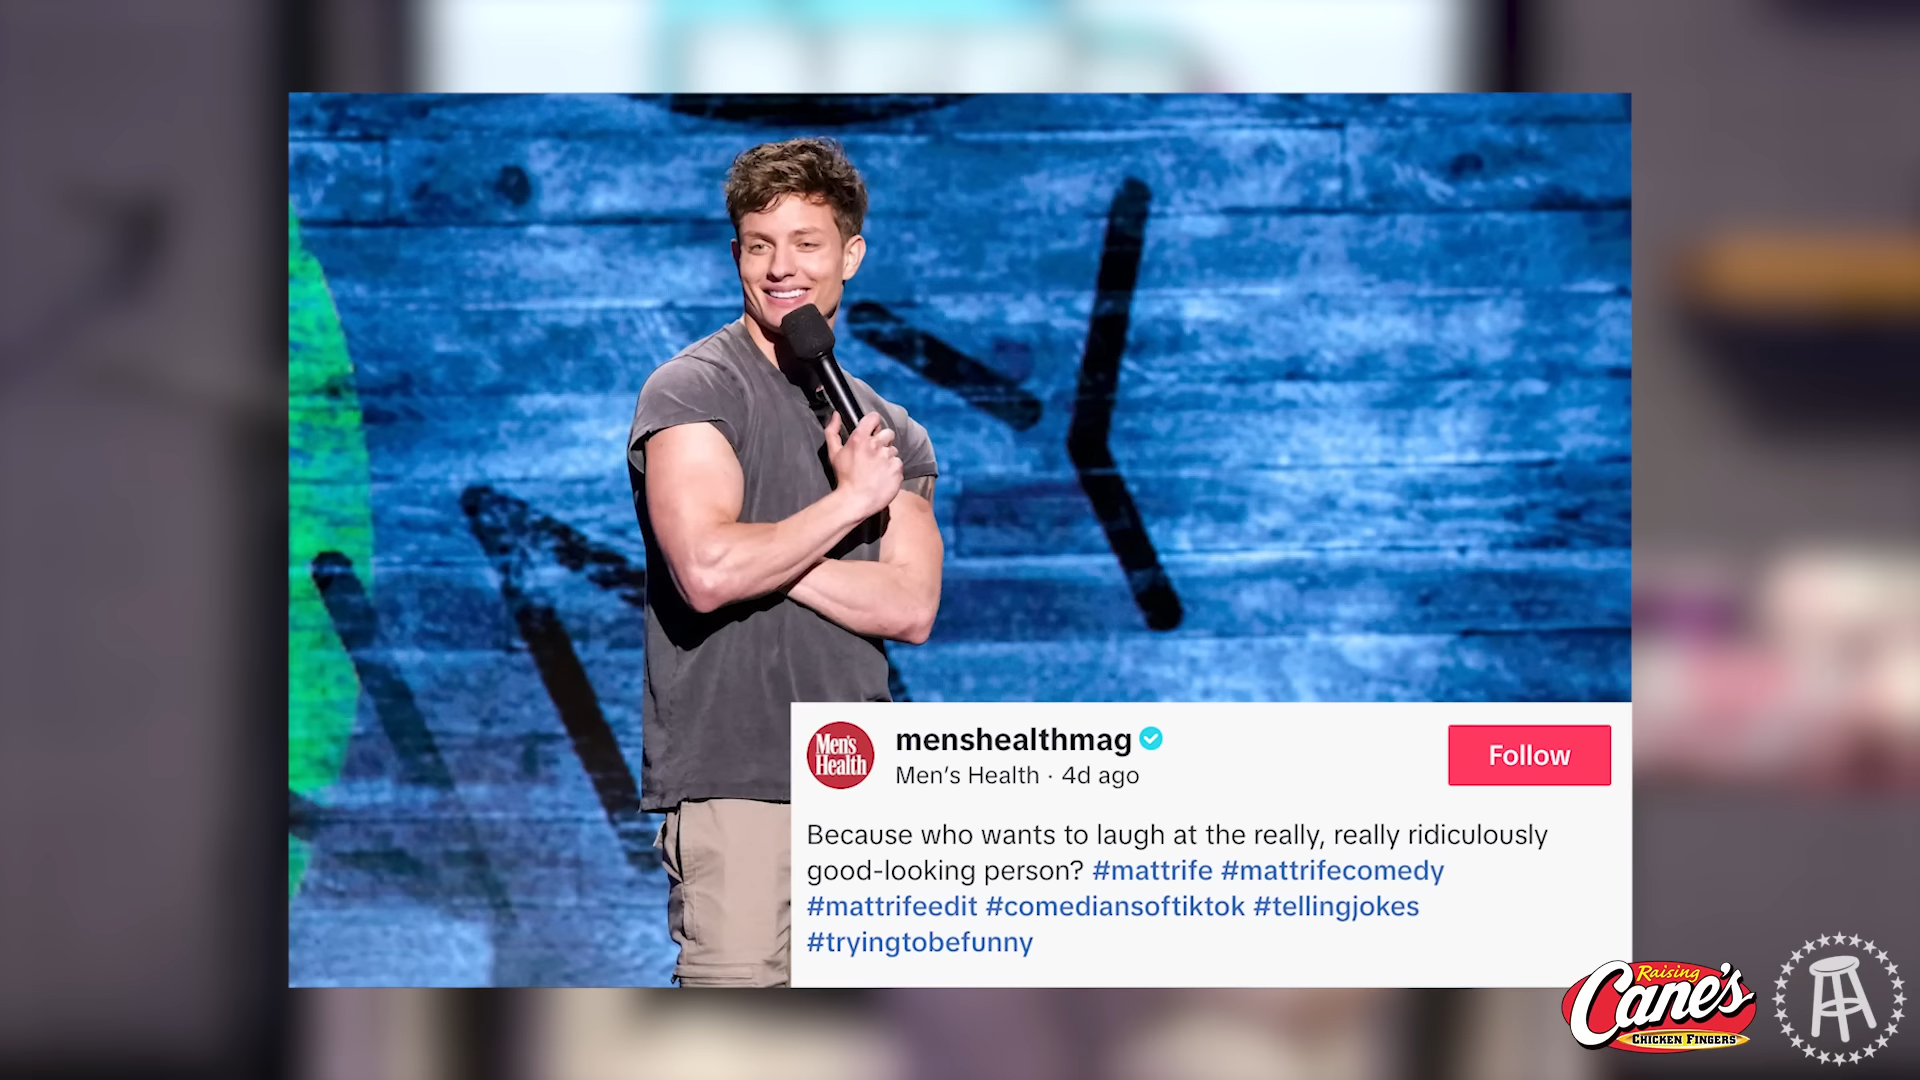 menshealthmag
Men's Health · 4d ago
Follow
Because who wants to laugh at the really, really ridiculously
good-looking person? #mattrife #mattrifecomedy
#mattrifeedit #comediansoftiktok #tellingjokes
#tryingtobefunny
Men's
Health
Raising
Cane's
CHICKEN FINGERS